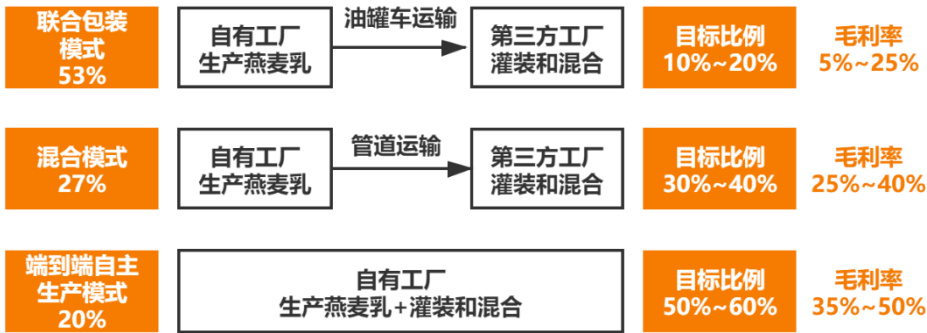 联合包装
模式
53%
自有工厂
生产燕麦乳
油罐车运输
第三方工厂
灌装和混合
目标比例
10%~20%
毛利率
5%~25%
混合模式
27%
自有工厂
生产燕麦乳
管道运输
第三方工厂
灌装和混合
目标比例
30%~40%
毛利率
25%~40%
端到端自主
生产模式
20%
自有工厂
生产燕麦乳+灌装和混合
目标比例
50%~60%
毛利率
35%~50%